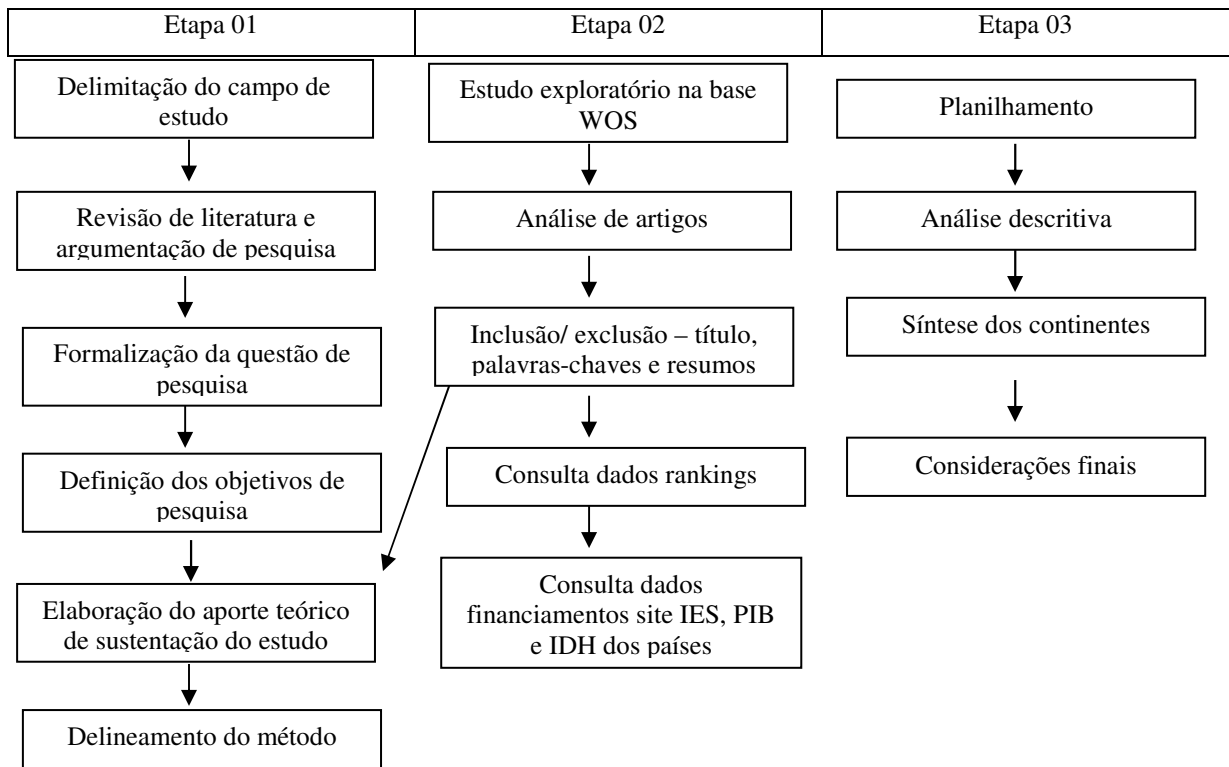 Etapa 01
Etapa 02
Etapa 03
Delimitação do campo de
estudo
Revisão de literatura e
argumentação de pesquisa
Formalização da questão de
pesquisa
Definição dos objetivos de
pesquisa
Elaboração do aporte teórico
de sustentação do estudo
Delineamento do método
Estudo exploratório na base
WOS
Análise de artigos
Inclusão/ exclusão – título,
palavras-chaves e resumos
Consulta dados rankings
Consulta dados
financiamentos site IES, PIB
e IDH dos países
Planilhamento
Análise descritiva
Síntese dos continentes
Considerações finais